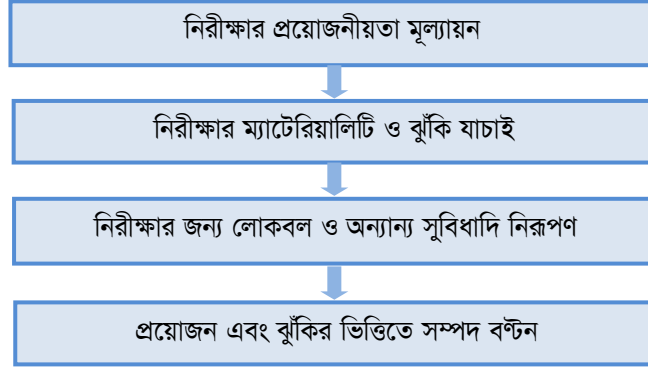 নিরীক্ষার প্রয়োজনীয়তা মূল্যায়ন
নিরীক্ষার ম্যাটেরিয়ালিটি ও ঝুঁকি যাচাই
নিরীক্ষার জন্য লোকবল ও অন্যান্য সুবিধাদি নিরূপণ
প্রয়োজন এবং ঝুঁকির ভিত্তিতে সম্পদ বণ্টন